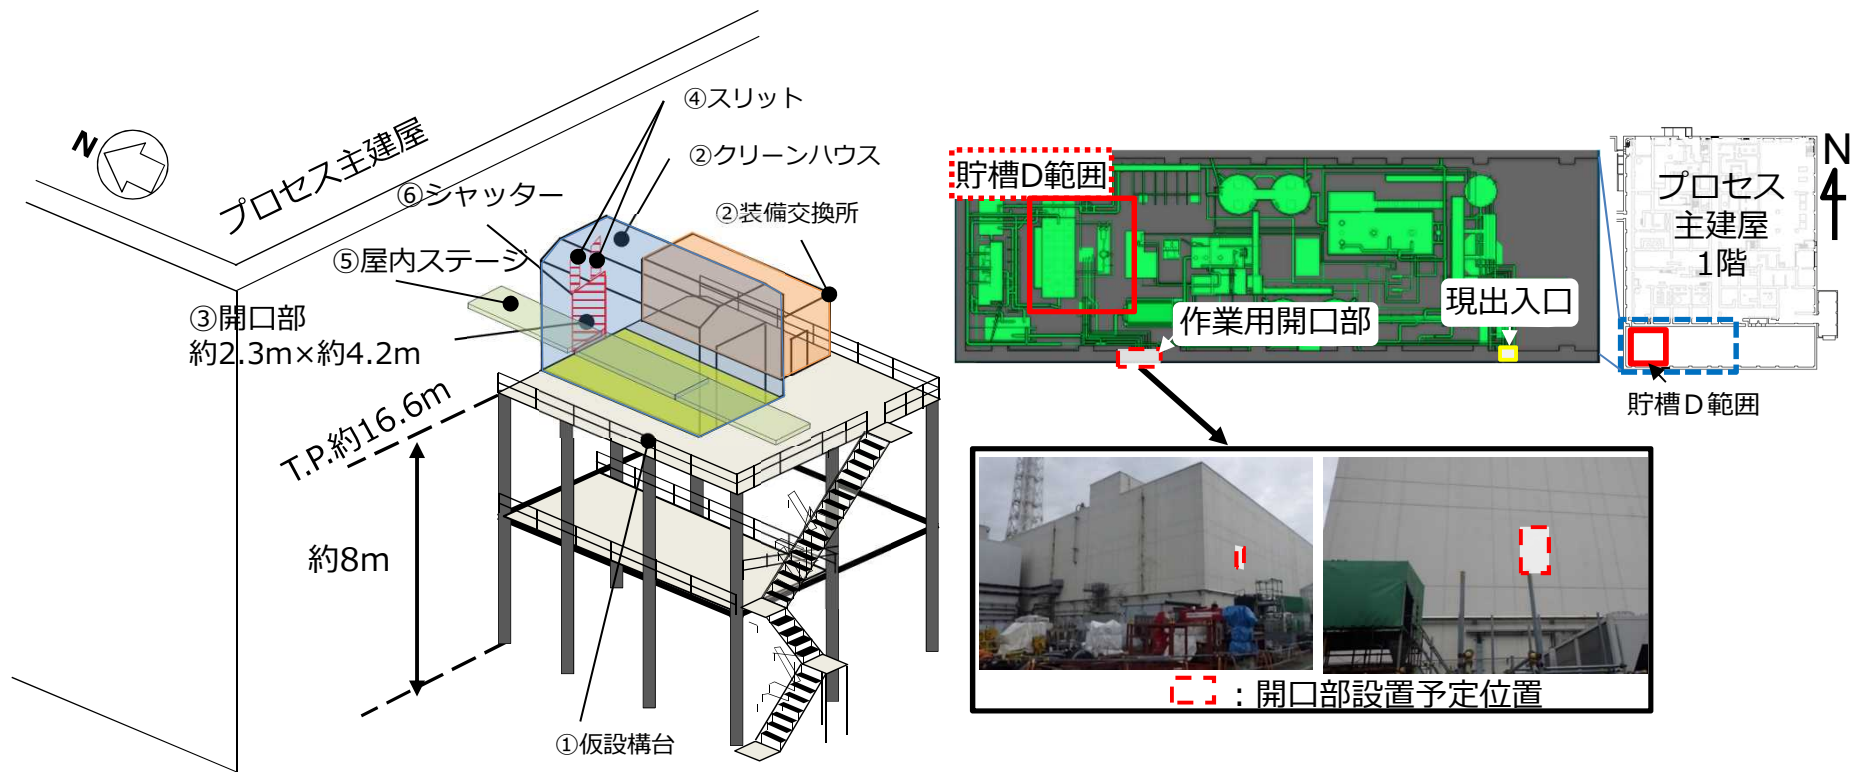 N
プロセス主建屋
④スリット
②クリーンハウス
⑥シャッター
②装備交換所
⑤屋内ステージ
③開口部
約2.3m×約4.2m
T.P.約16.6m
約8m
①仮設構台
貯槽D範囲
作業用開口部
現出入口
N
プロセス
主建屋
1階
貯槽D範囲
：開口部設置予定位置